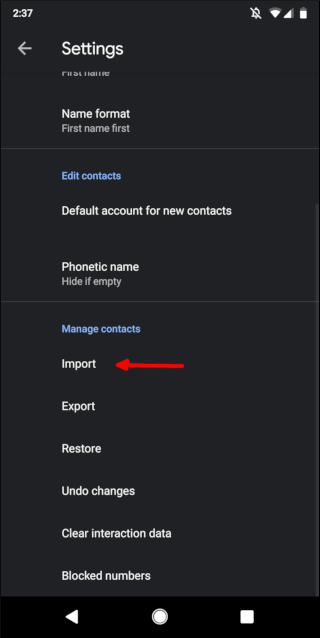 2:37
Settings
First name
Name format
First name first
Edit contacts
Default account for new contacts
Phonetic name
Hide if empty
Manage contacts
Import
Export
Restore
Undo changes
Clear interaction data
Blocked numbers